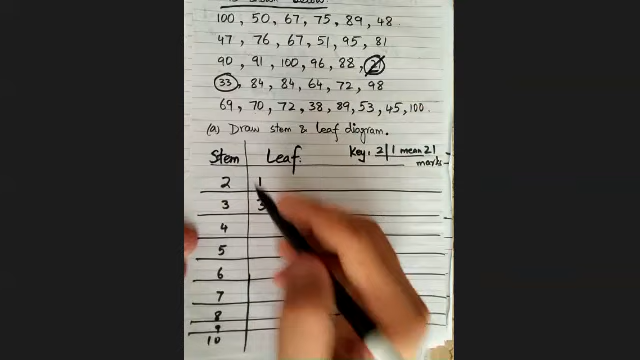 100, 50, 67, 75, 89, 48
47, 76, 67, 51, 95, 81
90, 91, 100, 96, 88, 21
33, 84, 84, 64, 72, 98
69, 70, 72, 38, 89, 53, 45, 100.
(a) Draw stem & leaf diagram.
Stem Leaf. Key: 2|1 mean 21
marks
2 1
3 3
4
5
6
7
8
9
10